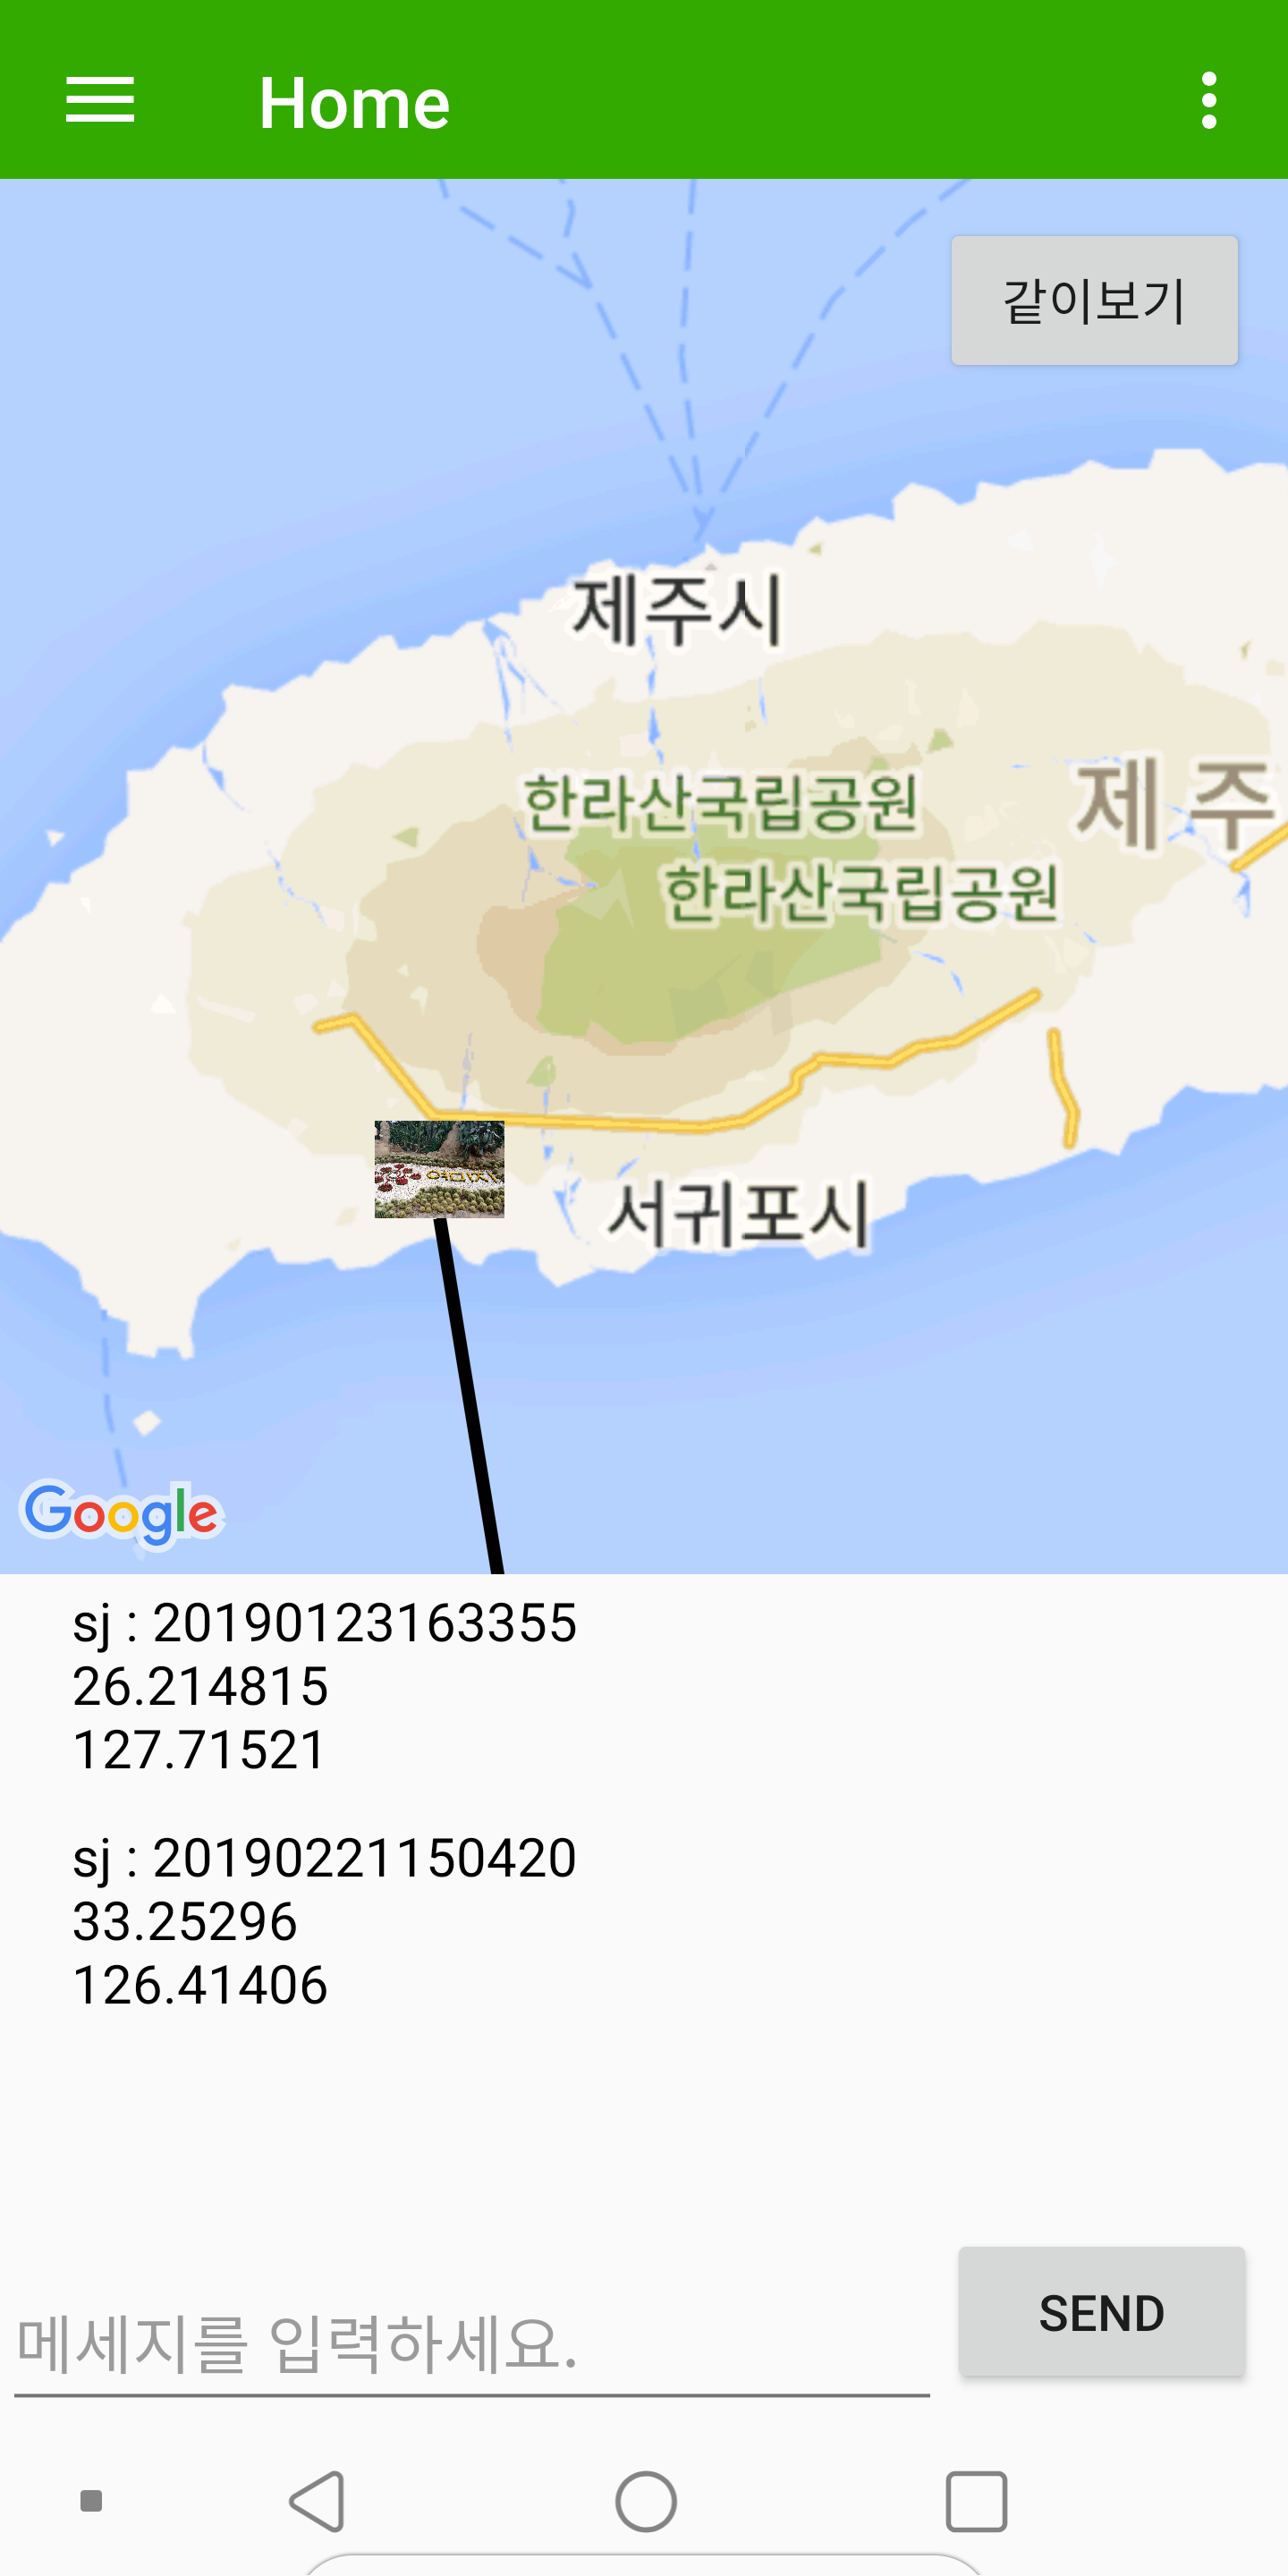 Home
같이보기
제주시
한라산국립공원
제주
한라산국립공원
서귀포시
Google
sj : 20190123163355
26.214815
127.71521
sj : 20190221150420
33.25296
126.41406
메세지를 입력하세요.
SEND